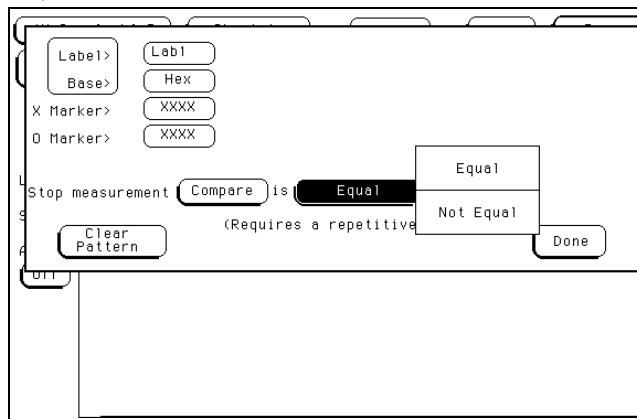 Label> Lab1
Base> Hex
X Marker> XXXX
O Marker> XXXX
Equal
Stop measurement Compare is Equal
Not Equal
(Requires a repetitive
Clear
Pattern
Done